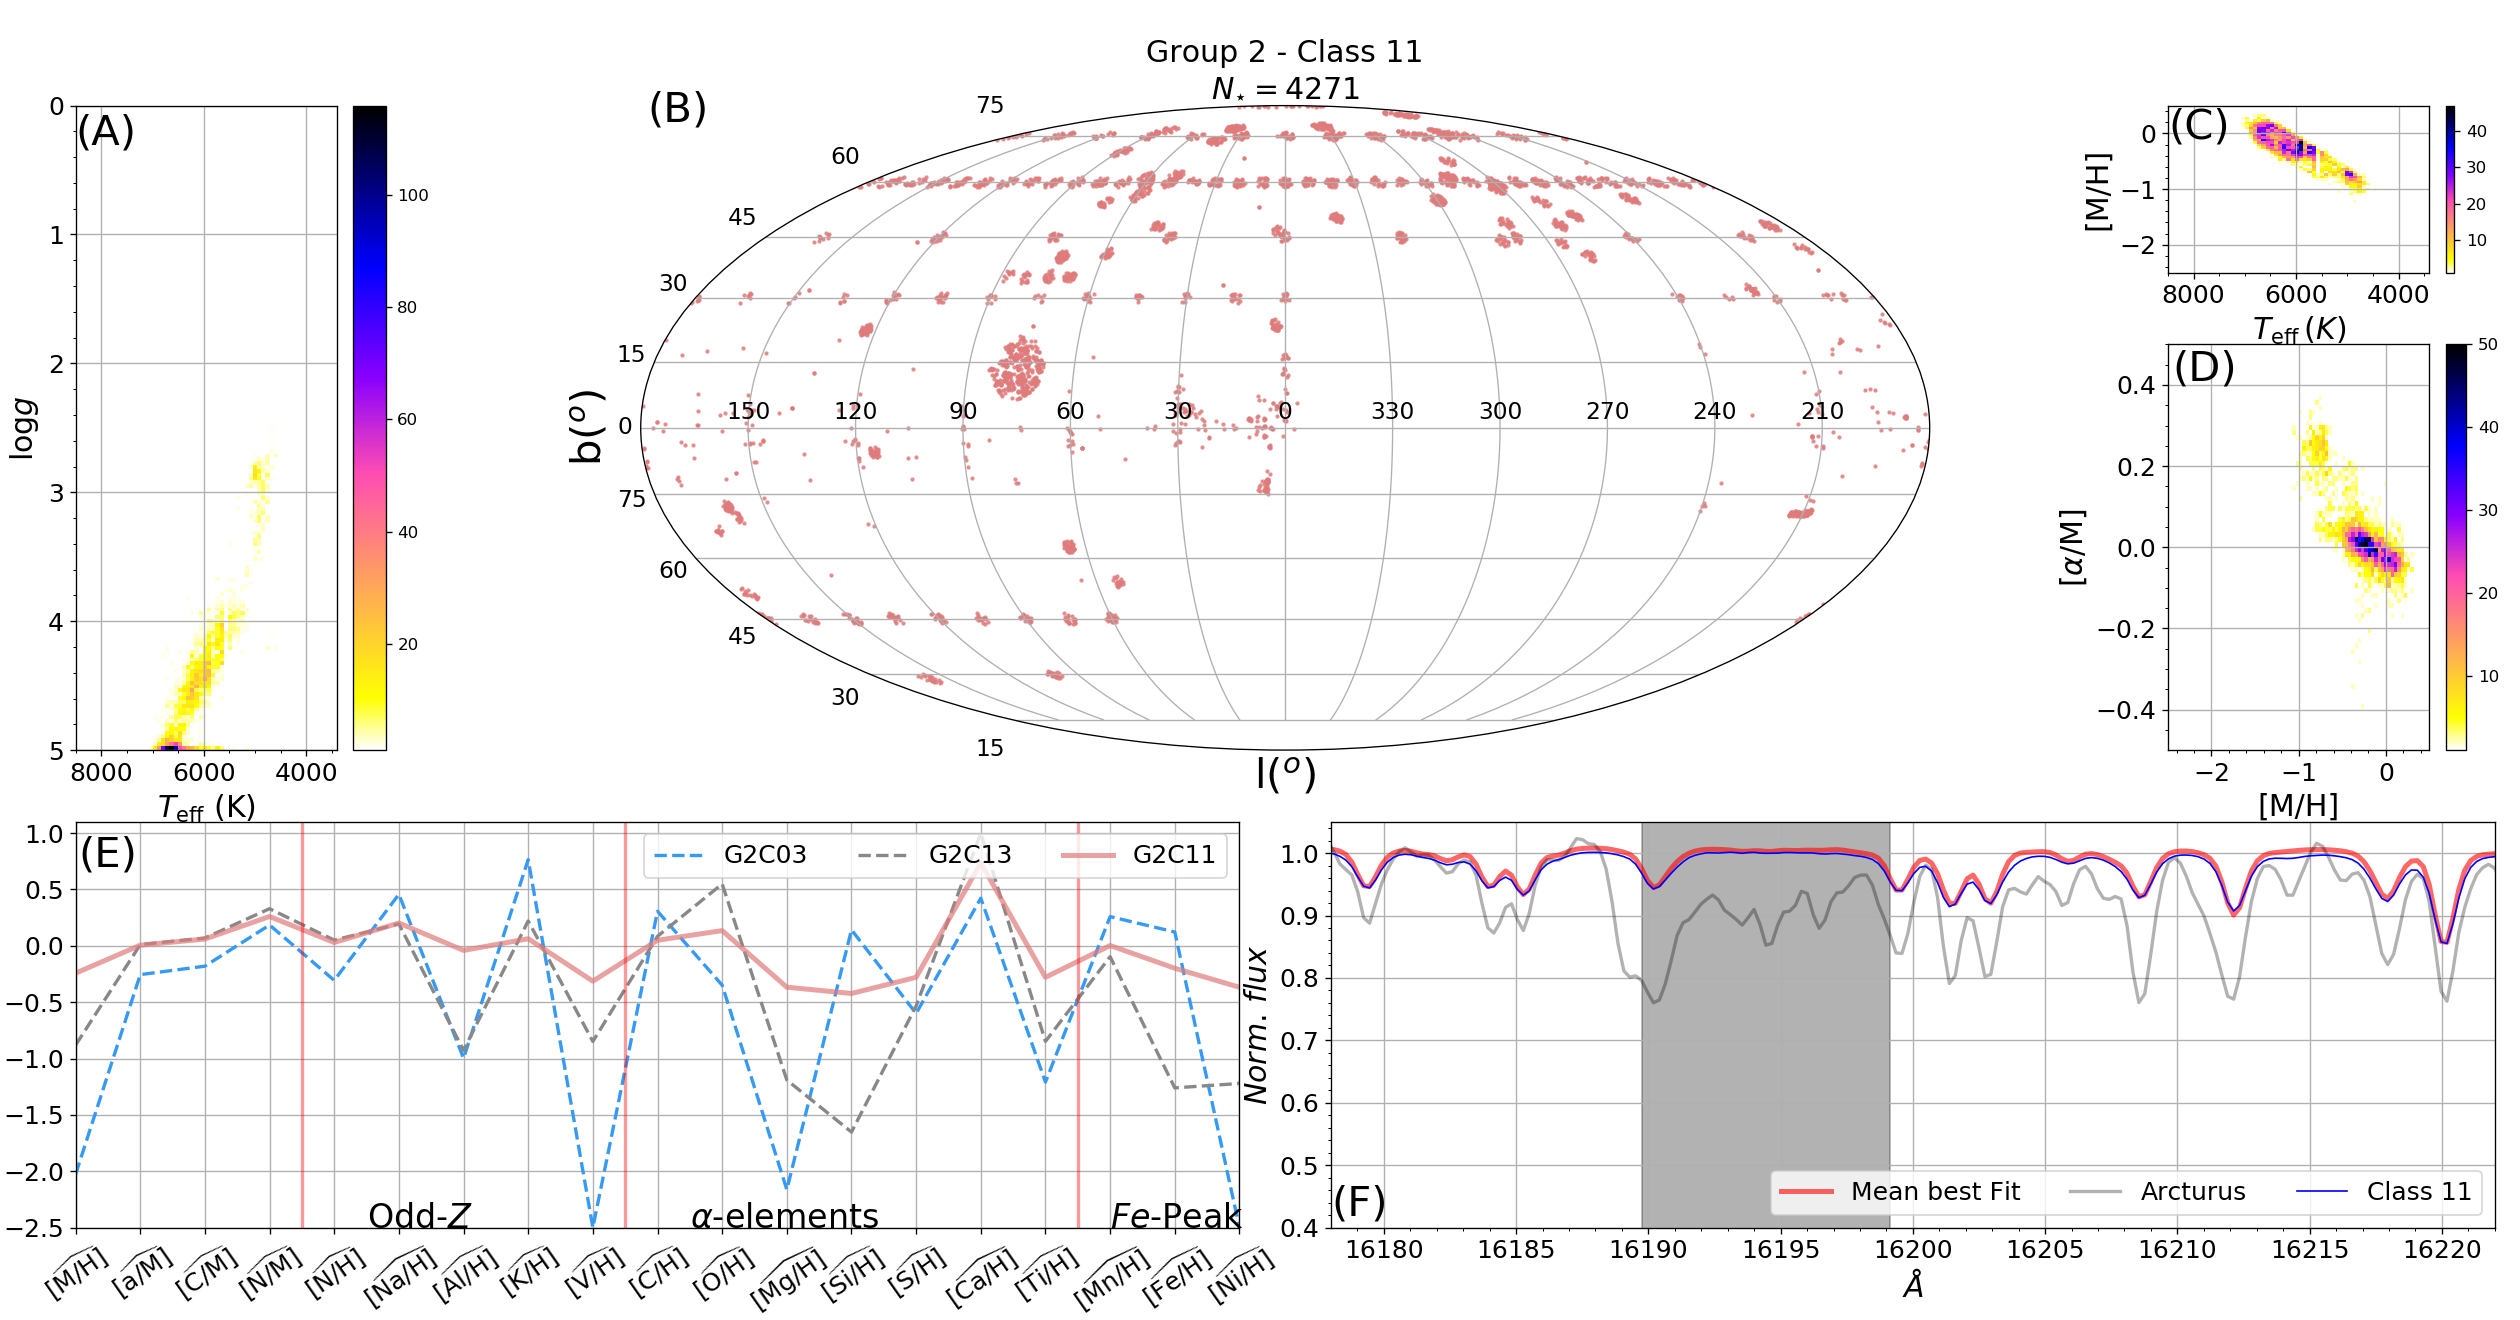 Group 2 - Class 11
N⋆ = 4271
(A)
0
1
2
3
4
5
logg
8000 6000 4000
Teff (K)
100
80
60
40
20
(B)
75
60
45
30
15
0
75
60
45
30
15
150 120 90 60 30 0 330 300 270 240 210
b(o)
l(o)
(C)
0
−1
−2
[M/H]
8000 6000 4000
Teff (K)
40
30
20
10
(D)
0.4
0.2
0.0
−0.2
−0.4
[α/M]
−2 −1 0
[M/H]
50
40
30
20
10
(E)
1.0
0.5
0.0
−0.5
−1.0
−1.5
−2.0
−2.5
G2C03 G2C13 G2C11
Odd-Z α-elements Fe-Peak
[M/H] [a/M] [C/M] [N/M] [N/H] [Na/H] [Al/H] [K/H] [V/H] [C/H] [O/H] [Mg/H] [Si/H] [S/H] [Ca/H] [Ti/H] [Mn/H] [Fe/H] [Ni/H]
(F)
1.0
0.9
0.8
0.7
0.6
0.5
0.4
Norm. flux
Mean best Fit Arcturus Class 11
16180 16185 16190 16195 16200 16205 16210 16215 16220
Å